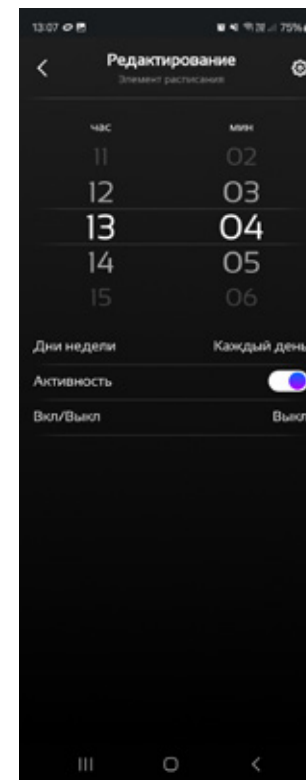 13:07 75%
Редактирование
Элемент расписания
час мин
11 02
12 03
13 04
14 05
15 06
Дни недели Каждый день
Активность
Вкл/Выкл Выкл